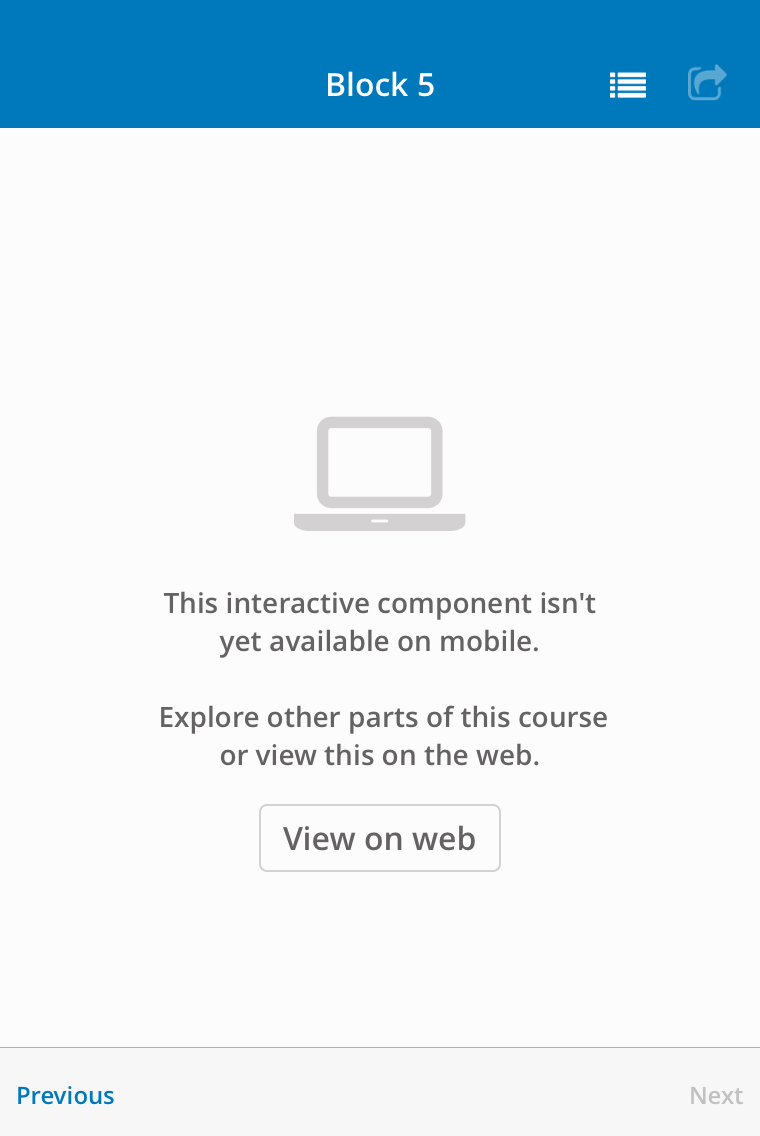 Block 5
This interactive component isn't
yet available on mobile.
Explore other parts of this course
or view this on the web.
View on web
Previous
Next